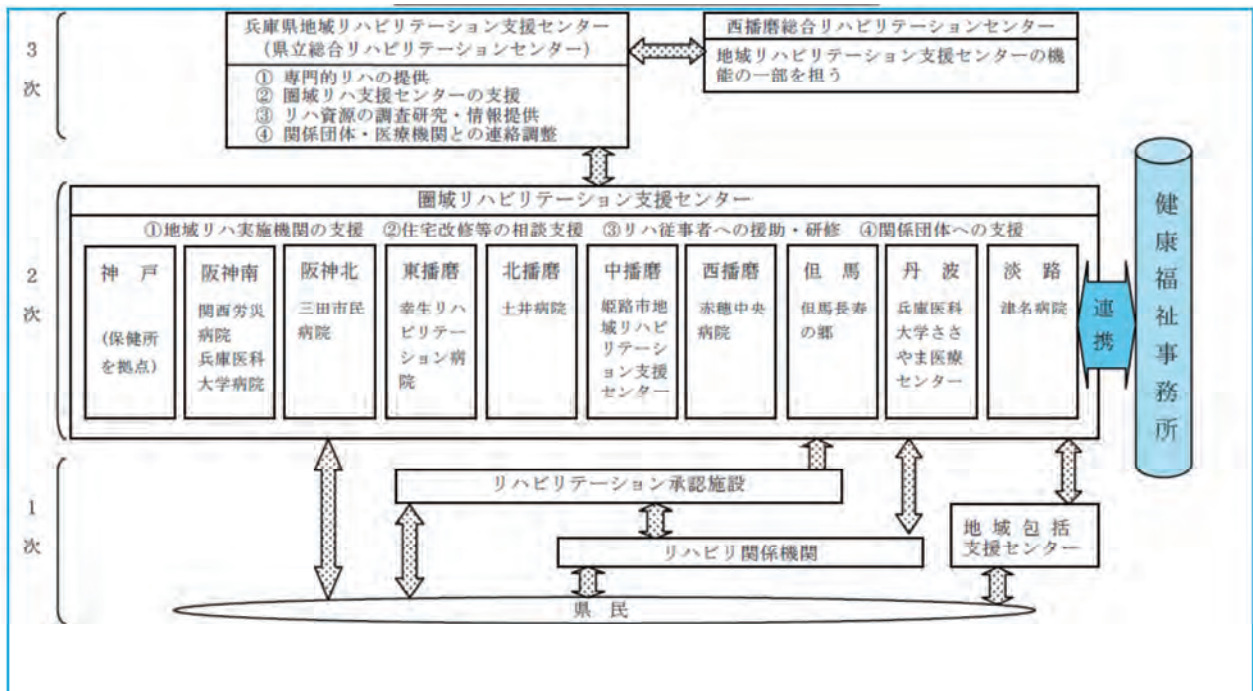 3
次
兵庫県地域リハビリテーション支援センター
(県立総合リハビリテーションセンター)
① 専門的リハの提供
② 圏域リハ支援センターの支援
③ リハ資源の調査研究・情報提供
④ 関係団体・医療機関との連絡調整
西播磨総合リハビリテーションセンター
地域リハビリテーション支援センターの機
能の一部を担う
2
次
圏域リハビリテーション支援センター
①地域リハ実施機関の支援 ②住宅改修等の相談支援 ③リハ従事者への援助・研修 ④関係団体への支援
神 戸
(保健所
を拠点)
阪神南
関西労災
病院
兵庫医科
大学病院
阪神北
三田市民
病院
東播磨
幸生リハ
ビリテー
ション病
院
北播磨
土井病院
中播磨
姫路市地
域リハビ
リテーシ
ョン支援
センター
西播磨
赤穂中央
病院
但馬
但馬長寿
の郷
丹波
兵庫医科
大学ささ
やま医療
センター
淡路
津名病院
連携
健康福祉事務所
1
次
リハビリテーション承認施設
リハビリ関係機関
地域包括
支援センター
県民